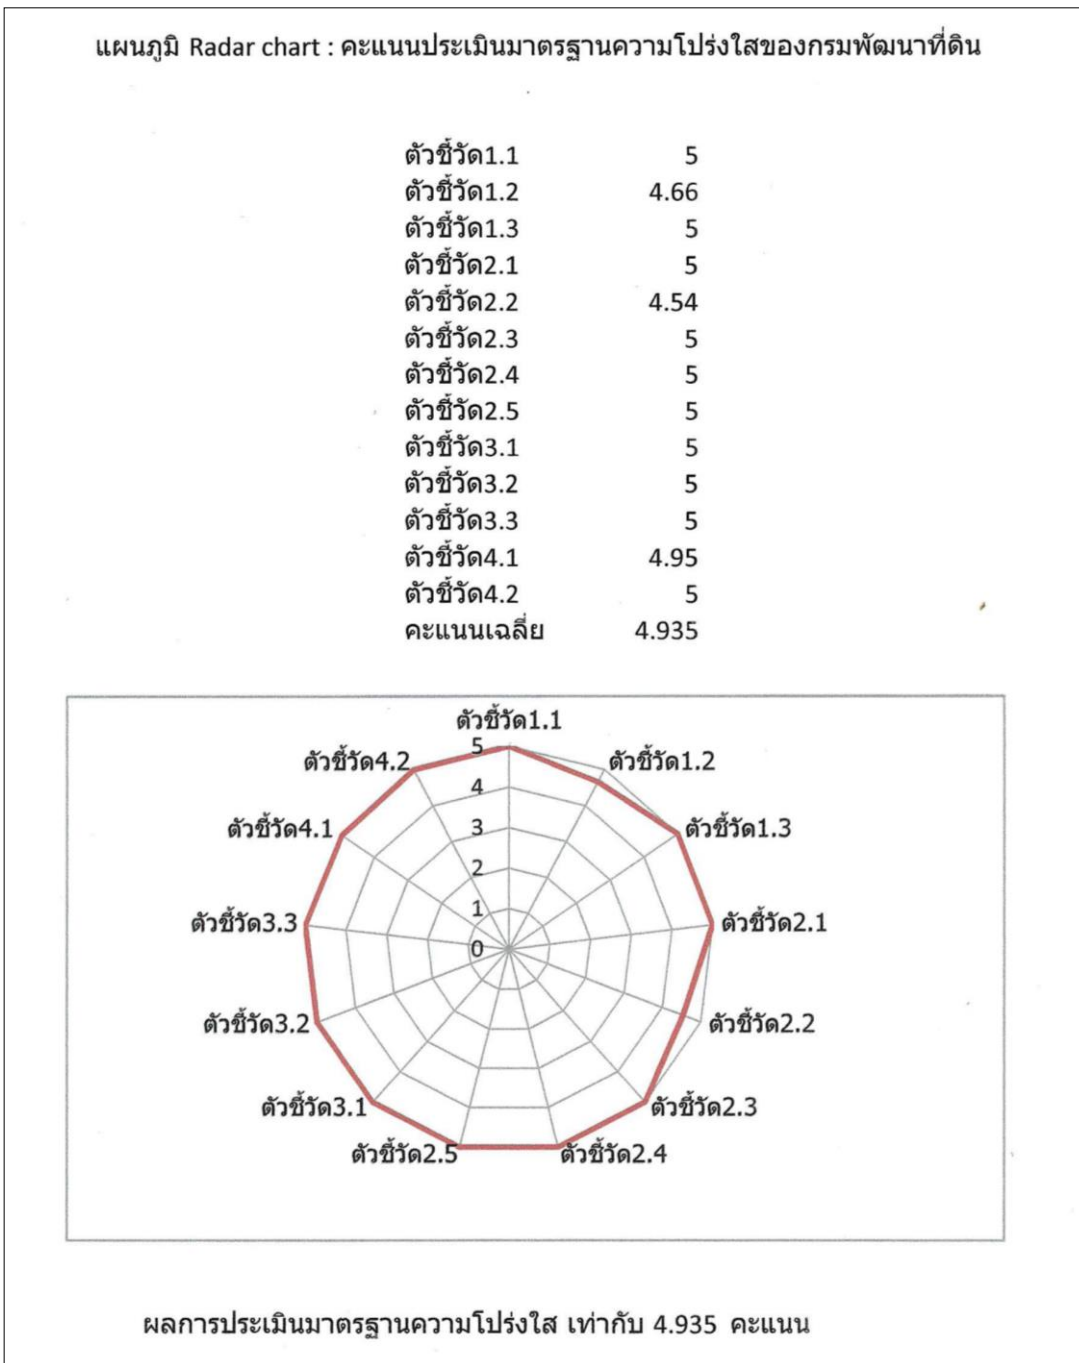 แผนภูมิ Radar chart : คะแนนประเมินมาตรฐานความโปร่งใสของกรมพัฒนาที่ดิน
ตัวชี้วัด1.1 5
ตัวชี้วัด1.2 4.66
ตัวชี้วัด1.3 5
ตัวชี้วัด2.1 5
ตัวชี้วัด2.2 4.54
ตัวชี้วัด2.3 5
ตัวชี้วัด2.4 5
ตัวชี้วัด2.5 5
ตัวชี้วัด3.1 5
ตัวชี้วัด3.2 5
ตัวชี้วัด3.3 5
ตัวชี้วัด4.1 4.95
ตัวชี้วัด4.2 5
คะแนนเฉลี่ย 4.935
ตัวชี้วัด1.1
ตัวชี้วัด1.2
ตัวชี้วัด1.3
ตัวชี้วัด2.1
ตัวชี้วัด2.2
ตัวชี้วัด2.3
ตัวชี้วัด2.4
ตัวชี้วัด2.5
ตัวชี้วัด3.1
ตัวชี้วัด3.2
ตัวชี้วัด3.3
ตัวชี้วัด4.1
ตัวชี้วัด4.2
5
4
3
2
1
0
ผลการประเมินมาตรฐานความโปร่งใส เท่ากับ 4.935 คะแนน